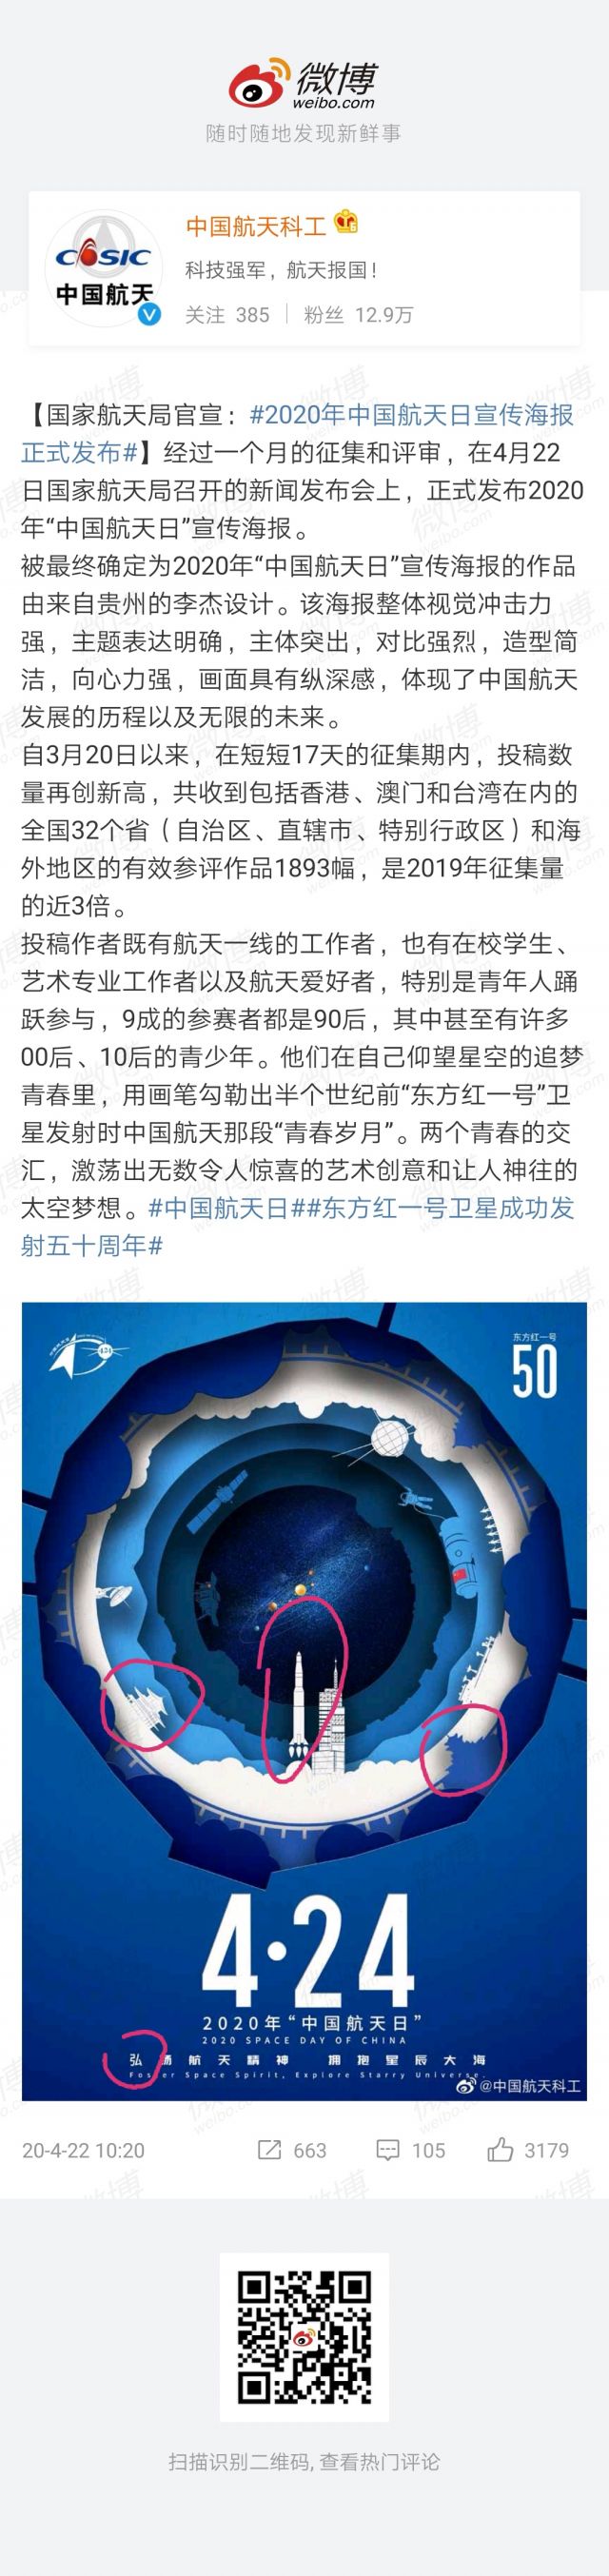 微博
weibo.com
随时随地发现新鲜事
CASIC
中国航天
中国航天科工
科技强军，航天报国！
关注 385 | 粉丝 12.9万
【国家航天局官宣：#2020年中国航天日宣传海报
正式发布#】经过一个月的征集和评审，在4月22
日国家航天局召开的新闻发布会上，正式发布2020
年“中国航天日”宣传海报。
被最终确定为2020年“中国航天日”宣传海报的作品
由来自贵州的李杰设计。该海报整体视觉冲击力
强，主题表达明确，主体突出，对比强烈，造型简
洁，向心力强，画面具有纵深感，体现了中国航天
发展的历程以及无限的未来。
自3月20日以来，在短短17天的征集期内，投稿数
量再创新高，共收到包括香港、澳门和台湾在内的
全国32个省（自治区、直辖市、特别行政区）和海
外地区的有效参评作品1893幅，是2019年征集量
的近3倍。
投稿作者既有航天一线的工作者，也有在校学生、
艺术专业工作者以及航天爱好者，特别是青年人踊
跃参与，9成的参赛者都是90后，其中甚至有许多
00后、10后的青少年。他们在自己仰望星空的追梦
青春里，用画笔勾勒出半个世纪前“东方红一号”卫
星发射时中国航天那段“青春岁月”。两个青春的交
汇，激荡出无数令人惊喜的艺术创意和让人神往的
太空梦想。#中国航天日##东方红一号卫星成功发
射五十周年#
东方红一号
50
4·24
2020年“中国航天日”
2020 SPACE DAY OF CHINA
弘扬航天精神 拥抱星辰大海
Foster Space Spirit, Explore Starry Universe.
@中国航天科工
20-4-22 10:20 663 105 3179
扫描识别二维码, 查看热门评论